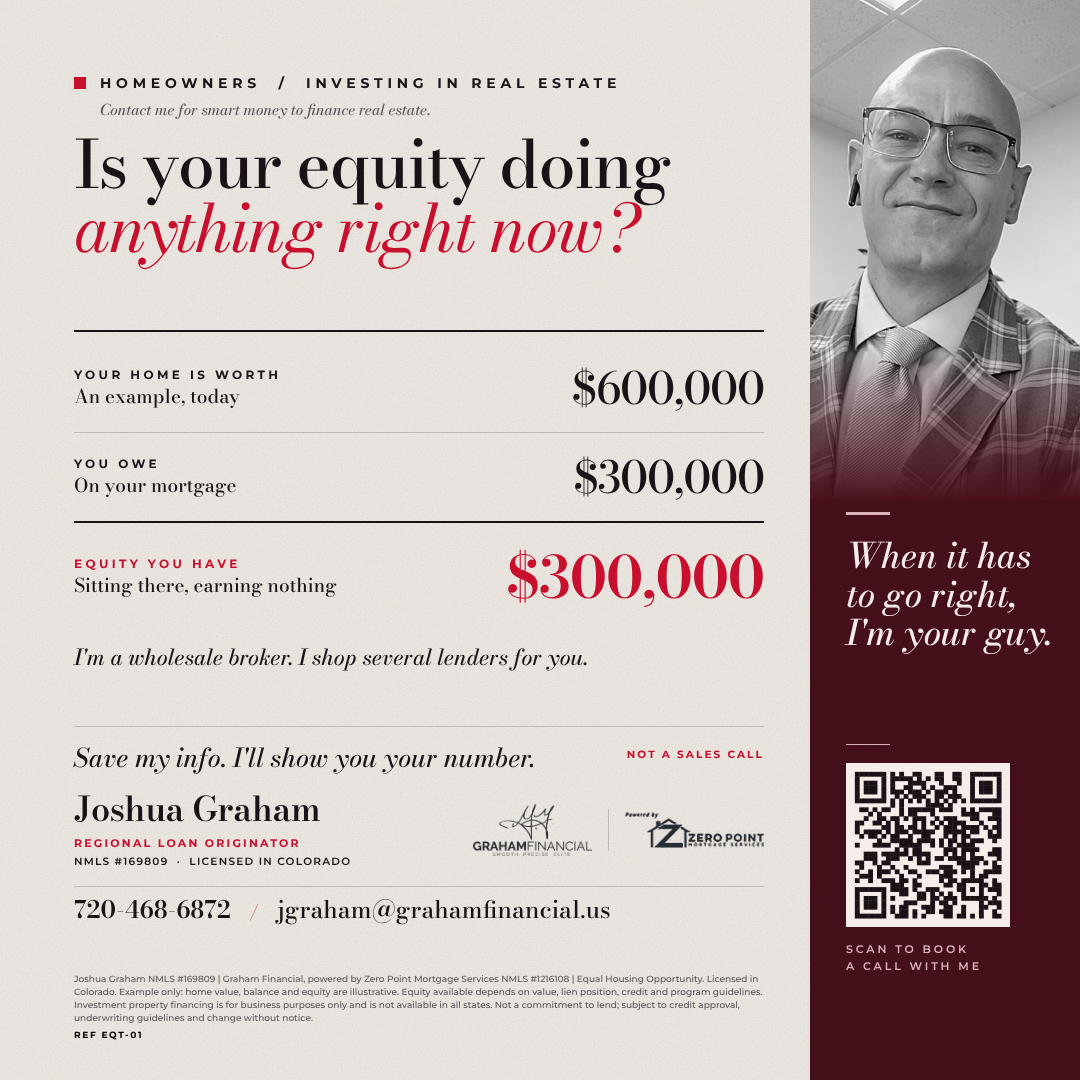 HOMEOWNERS / INVESTING IN REAL ESTATE
Contact me for smart money to finance real estate.
Is your equity doing
anything right now?
YOUR HOME IS WORTH
An example, today
$600,000
YOU OWE
On your mortgage
$300,000
EQUITY YOU HAVE
Sitting there, earning nothing
$300,000
I'm a wholesale broker. I shop several lenders for you.
Save my info. I'll show you your number.
NOT A SALES CALL
Joshua Graham
REGIONAL LOAN ORIGINATOR
NMLS #169809 · LICENSED IN COLORADO
GRAHAMFINANCIAL
SMOOTH. PRECISE. ELITE.
Powered by
ZERO POINT
MORTGAGE SERVICES
720-468-6872 / jgraham@grahamfinancial.us
Joshua Graham NMLS #169809 | Graham Financial, powered by Zero Point Mortgage Services NMLS #1216108 | Equal Housing Opportunity. Licensed in
Colorado. Example only: home value, balance and equity are illustrative. Equity available depends on value, lien position, credit and program guidelines.
Investment property financing is for business purposes only and is not available in all states. Not a commitment to lend; subject to credit approval,
underwriting guidelines and change without notice.
REF EQT-01
When it has
to go right,
I'm your guy.
SCAN TO BOOK
A CALL WITH ME